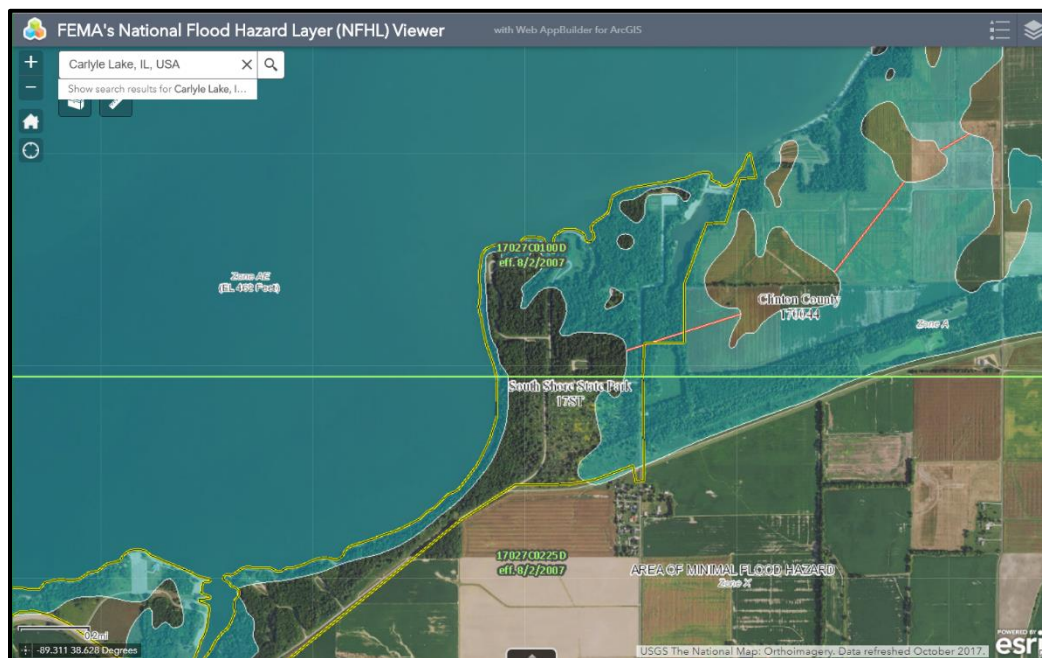 FEMA's National Flood Hazard Layer (NFHL) Viewer
with Web AppBuilder for ArcGIS
+
Carlyle Lake, IL, USA
−
Show search results for Carlyle Lake, I...
17027C0100D
eff. 8/2/2007
Zone AE
(EL 462 Feet)
Clinton County
170044
Zone A
South Shore State Park
17ST
17027C0225D
eff. 8/2/2007
AREA OF MINIMAL FLOOD HAZARD
Zone X
0.2mi
-89.311 38.628 Degrees
USGS The National Map: Orthoimagery. Data refreshed October 2017.
POWERED BY
esri